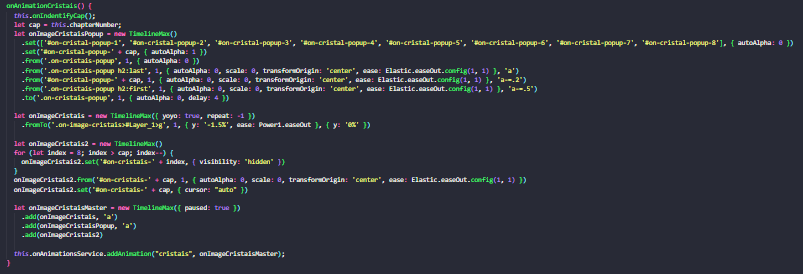 onAnimationCristais() {
this.onIndentifyCap();
let cap = this.chapterNumber;
let onImageCristaisPopup = new TimelineMax()
.set(['#on-cristal-popup-1', '#on-cristal-popup-2', '#on-cristal-popup-3', '#on-cristal-popup-4', '#on-cristal-popup-5', '#on-cristal-popup-6', '#on-cristal-popup-7', '#on-cristal-popup-8'], { autoAlpha: 0 })
.set('#on-cristal-popup-' + cap, { autoAlpha: 1 })
.from('.on-cristais-popup', 1, { autoAlpha: 0 })
.from('.on-cristais-popup h2:last', 1, { autoAlpha: 0, scale: 0, transformOrigin: 'center', ease: Elastic.easeOut.config(1, 1) }, 'a')
.from('#on-cristal-popup-' + cap, 1, { autoAlpha: 0, scale: 0, transformOrigin: 'center', ease: Elastic.easeOut.config(1, 1) }, 'a-=.2')
.from('.on-cristais-popup h2:first', 1, { autoAlpha: 0, scale: 0, transformOrigin: 'center', ease: Elastic.easeOut.config(1, 1) }, 'a-=.5')
.to('.on-cristais-popup', 1, { autoAlpha: 0, delay: 4 })
let onImageCristais = new TimelineMax({ yoyo: true, repeat: -1 })
.fromTo('.on-image-cristais>#Layer_1>g', 1, { y: '-1.5%', ease: Power1.easeOut }, { y: '0%' })
let onImageCristais2 = new TimelineMax()
for (let index = 8; index > cap; index--) {
onImageCristais2.set('#on-cristais-' + index, { visibility: "hidden" })
}
onImageCristais2.from('#on-cristais-' + cap, 1, { autoAlpha: 0, scale: 0, transformOrigin: 'center', ease: Elastic.easeOut.config(1, 1) })
onImageCristais2.set('#on-cristais-' + cap, { cursor: "auto" })
let onImageCristaisMaster = new TimelineMax({ paused: true })
.add(onImageCristais, 'a')
.add(onImageCristaisPopup, 'a')
.add(onImageCristais2)
this.onAnimationsService.addAnimation("cristais", onImageCristaisMaster);
}